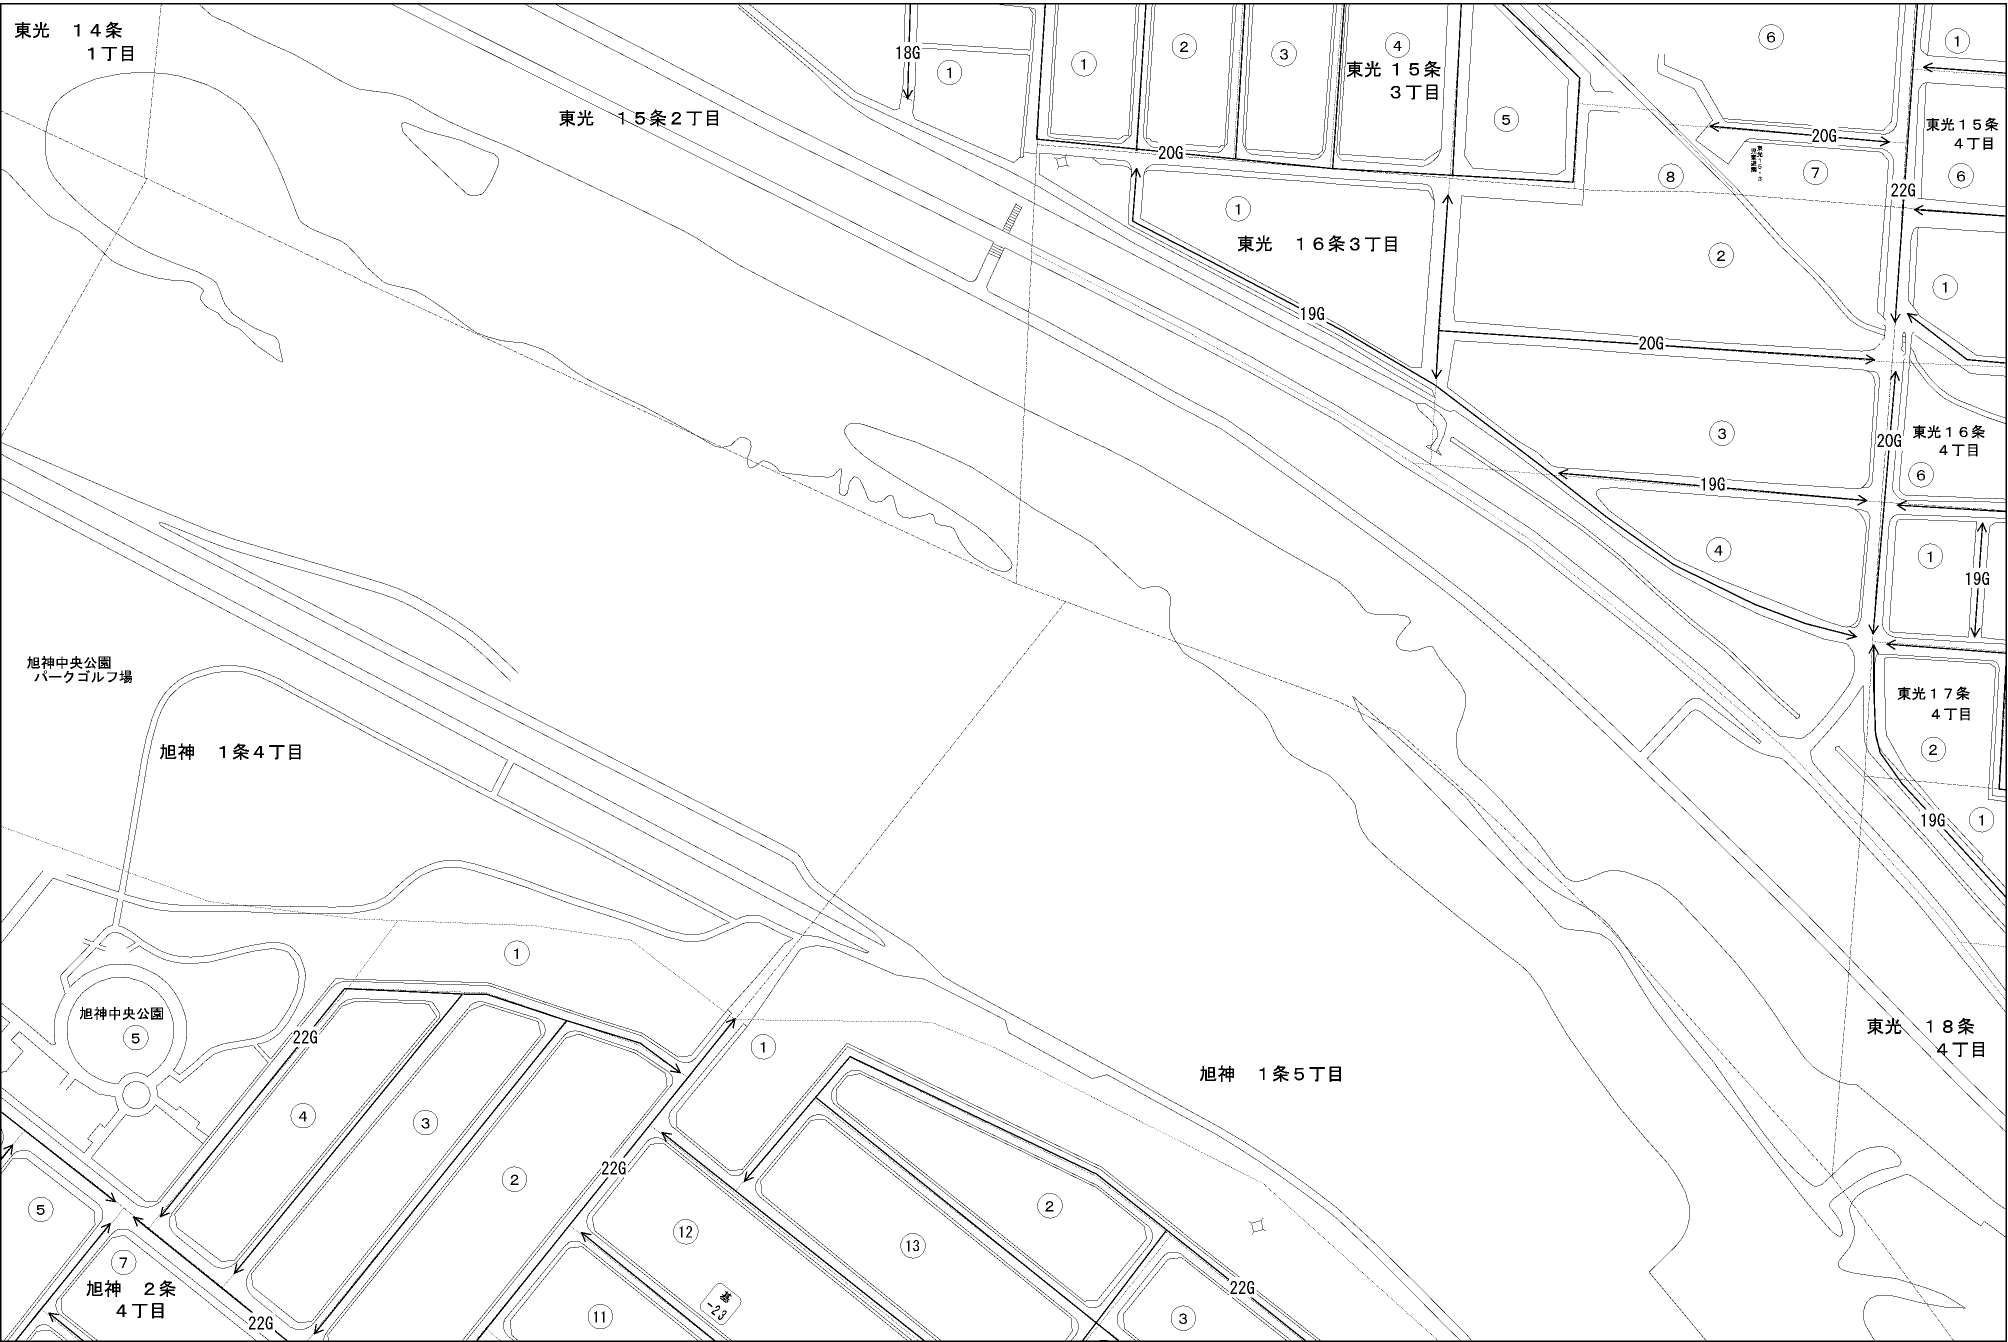 東光　１４条
１丁目
18G
①
①
②
③
④
東光 １５条
３丁目
⑤
⑥
①
東光　１５条２丁目
20G
20G
東光１５条
４丁目
⑥
⑦
⑧
22G
①
東光　１６条３丁目
②
①
19G
20G
③
20G
東光１６条
４丁目
⑥
19G
④
①
19G
旭神中央公園
パークゴルフ場
東光１７条
４丁目
②
旭神　１条４丁目
19G
①
①
旭神中央公園
⑤
22G
①
東光　１８条
４丁目
旭神　１条５丁目
④
③
②
22G
②
⑤
⑫
⑬
⑦
旭神　２条
４丁目
22G
22G
基
-23
⑪
③